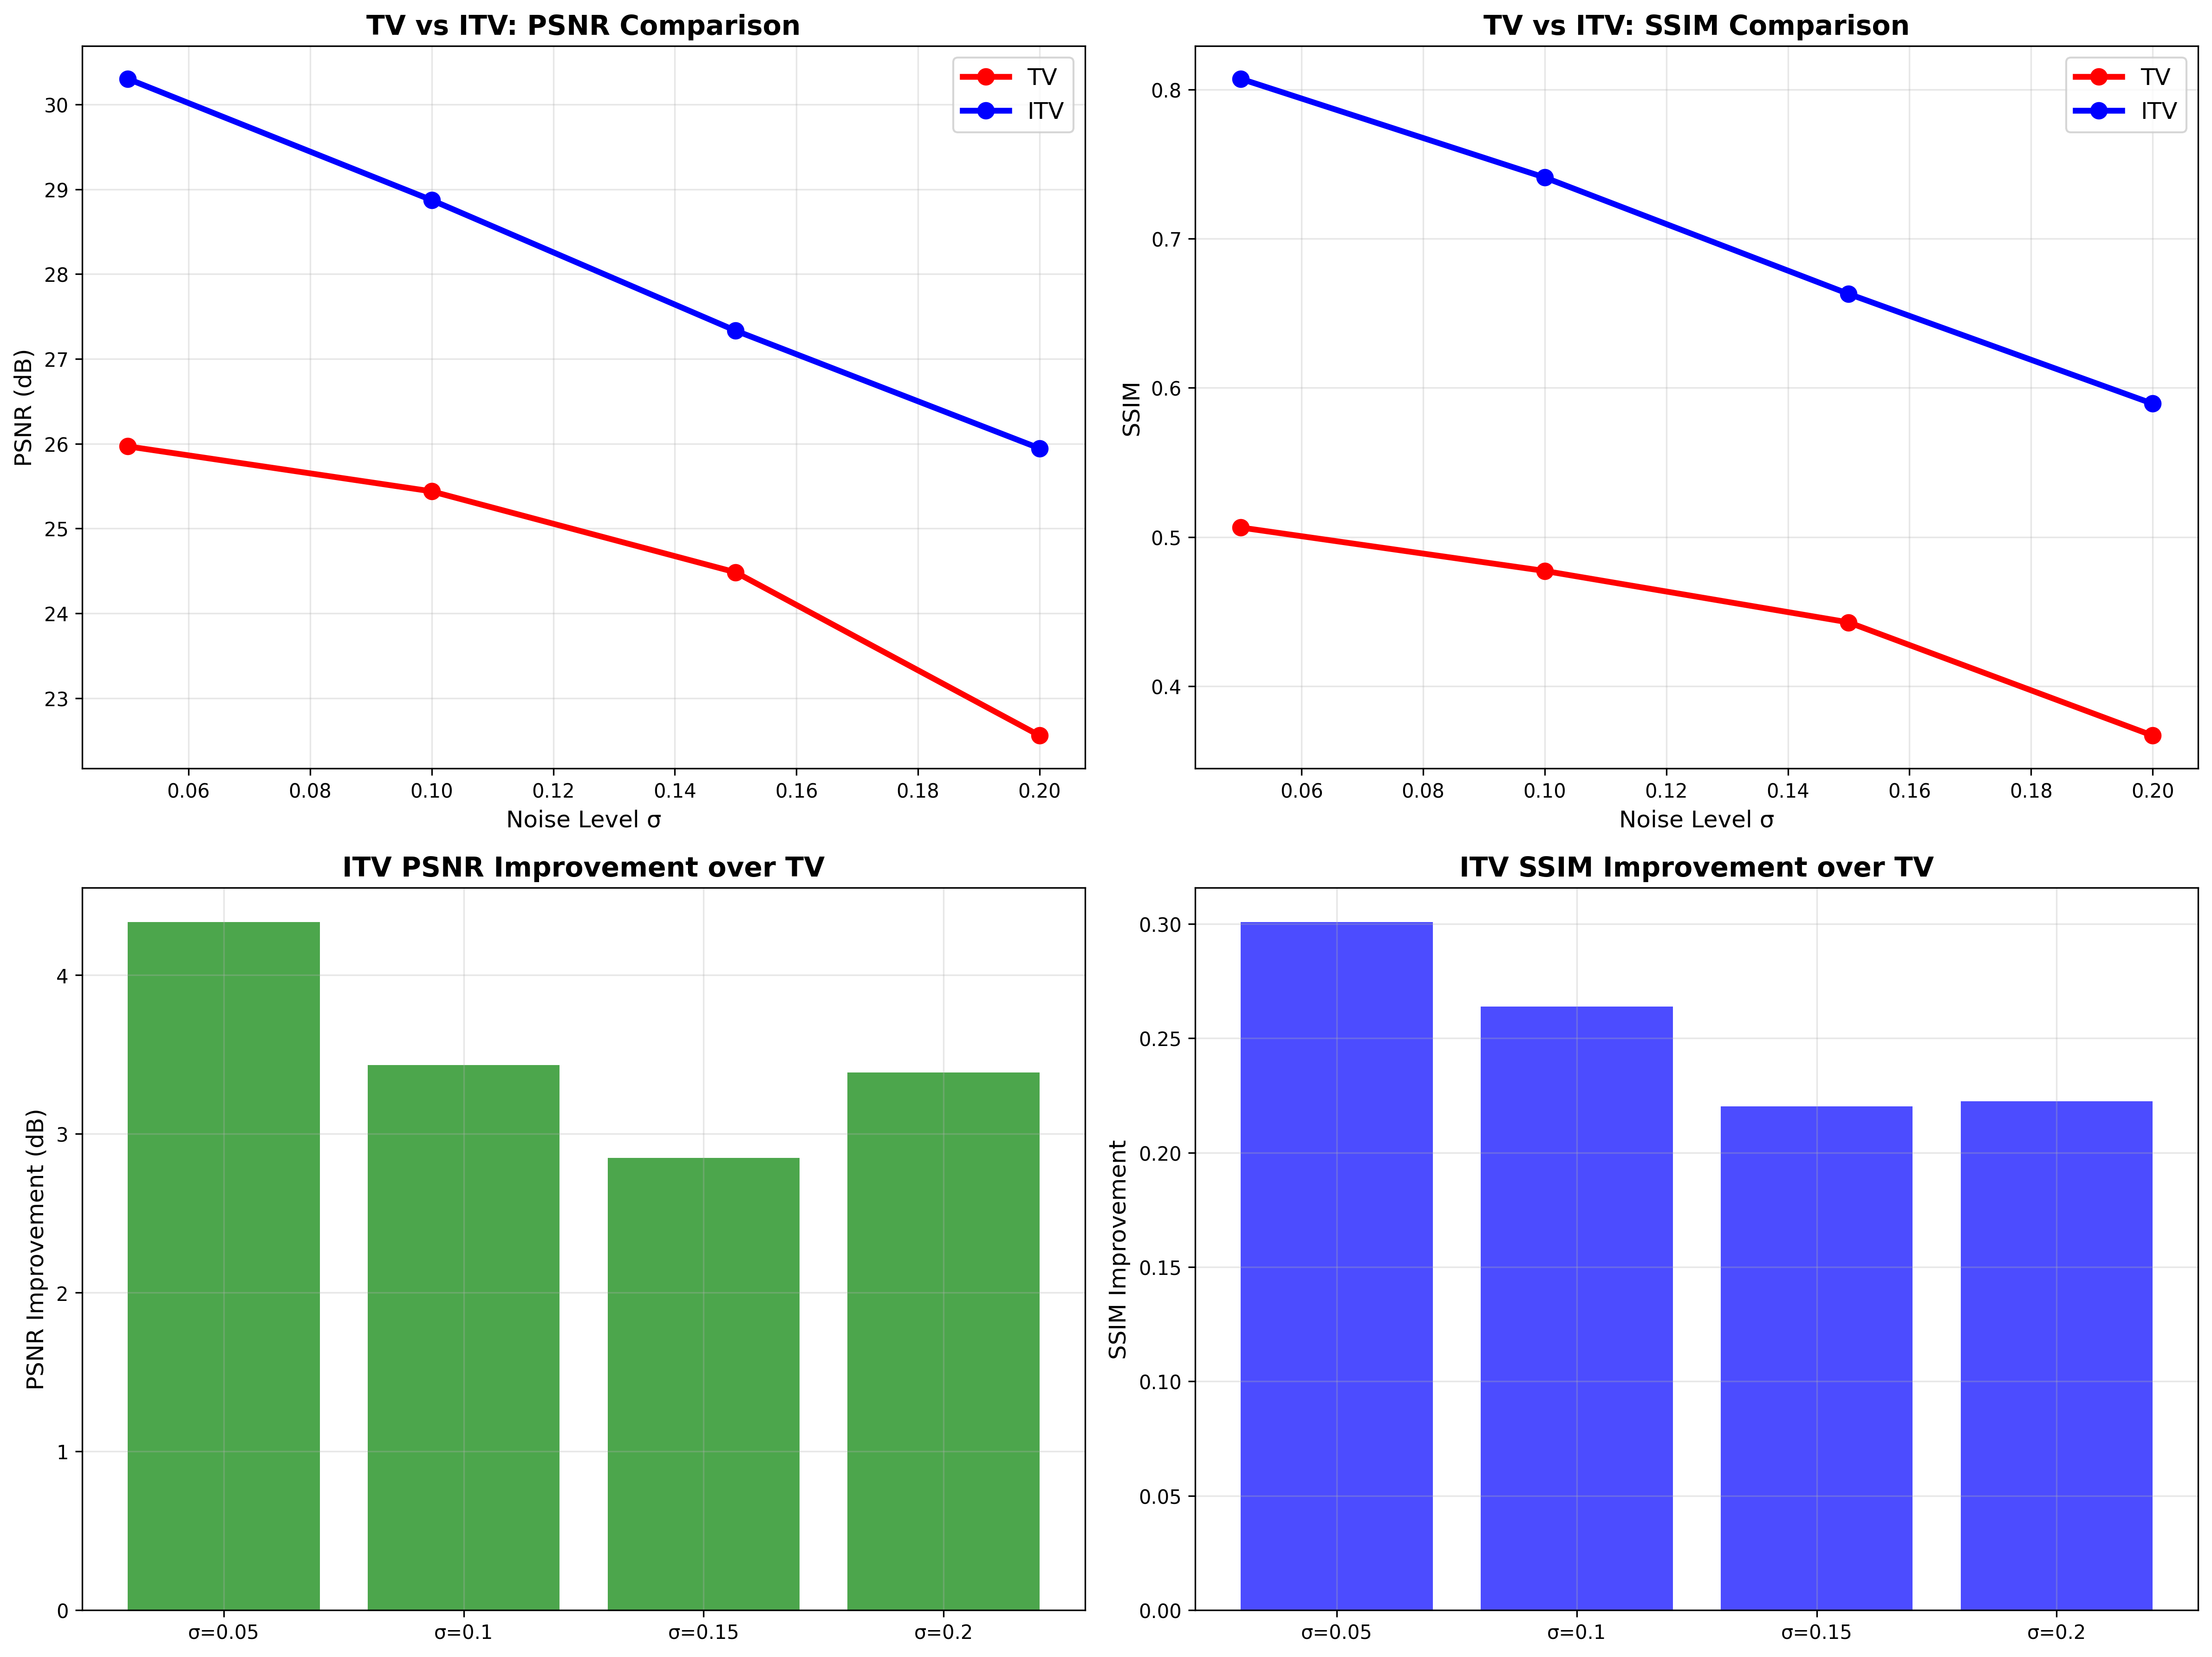 TV vs ITV: PSNR Comparison
TV
ITV
PSNR (dB)
30
29
28
27
26
25
24
23
0.06 0.08 0.10 0.12 0.14 0.16 0.18 0.20
Noise Level σ
TV vs ITV: SSIM Comparison
TV
ITV
SSIM
0.8
0.7
0.6
0.5
0.4
0.06 0.08 0.10 0.12 0.14 0.16 0.18 0.20
Noise Level σ
ITV PSNR Improvement over TV
PSNR Improvement (dB)
4
3
2
1
0
σ=0.05 σ=0.1 σ=0.15 σ=0.2
ITV SSIM Improvement over TV
SSIM Improvement
0.30
0.25
0.20
0.15
0.10
0.05
0.00
σ=0.05 σ=0.1 σ=0.15 σ=0.2